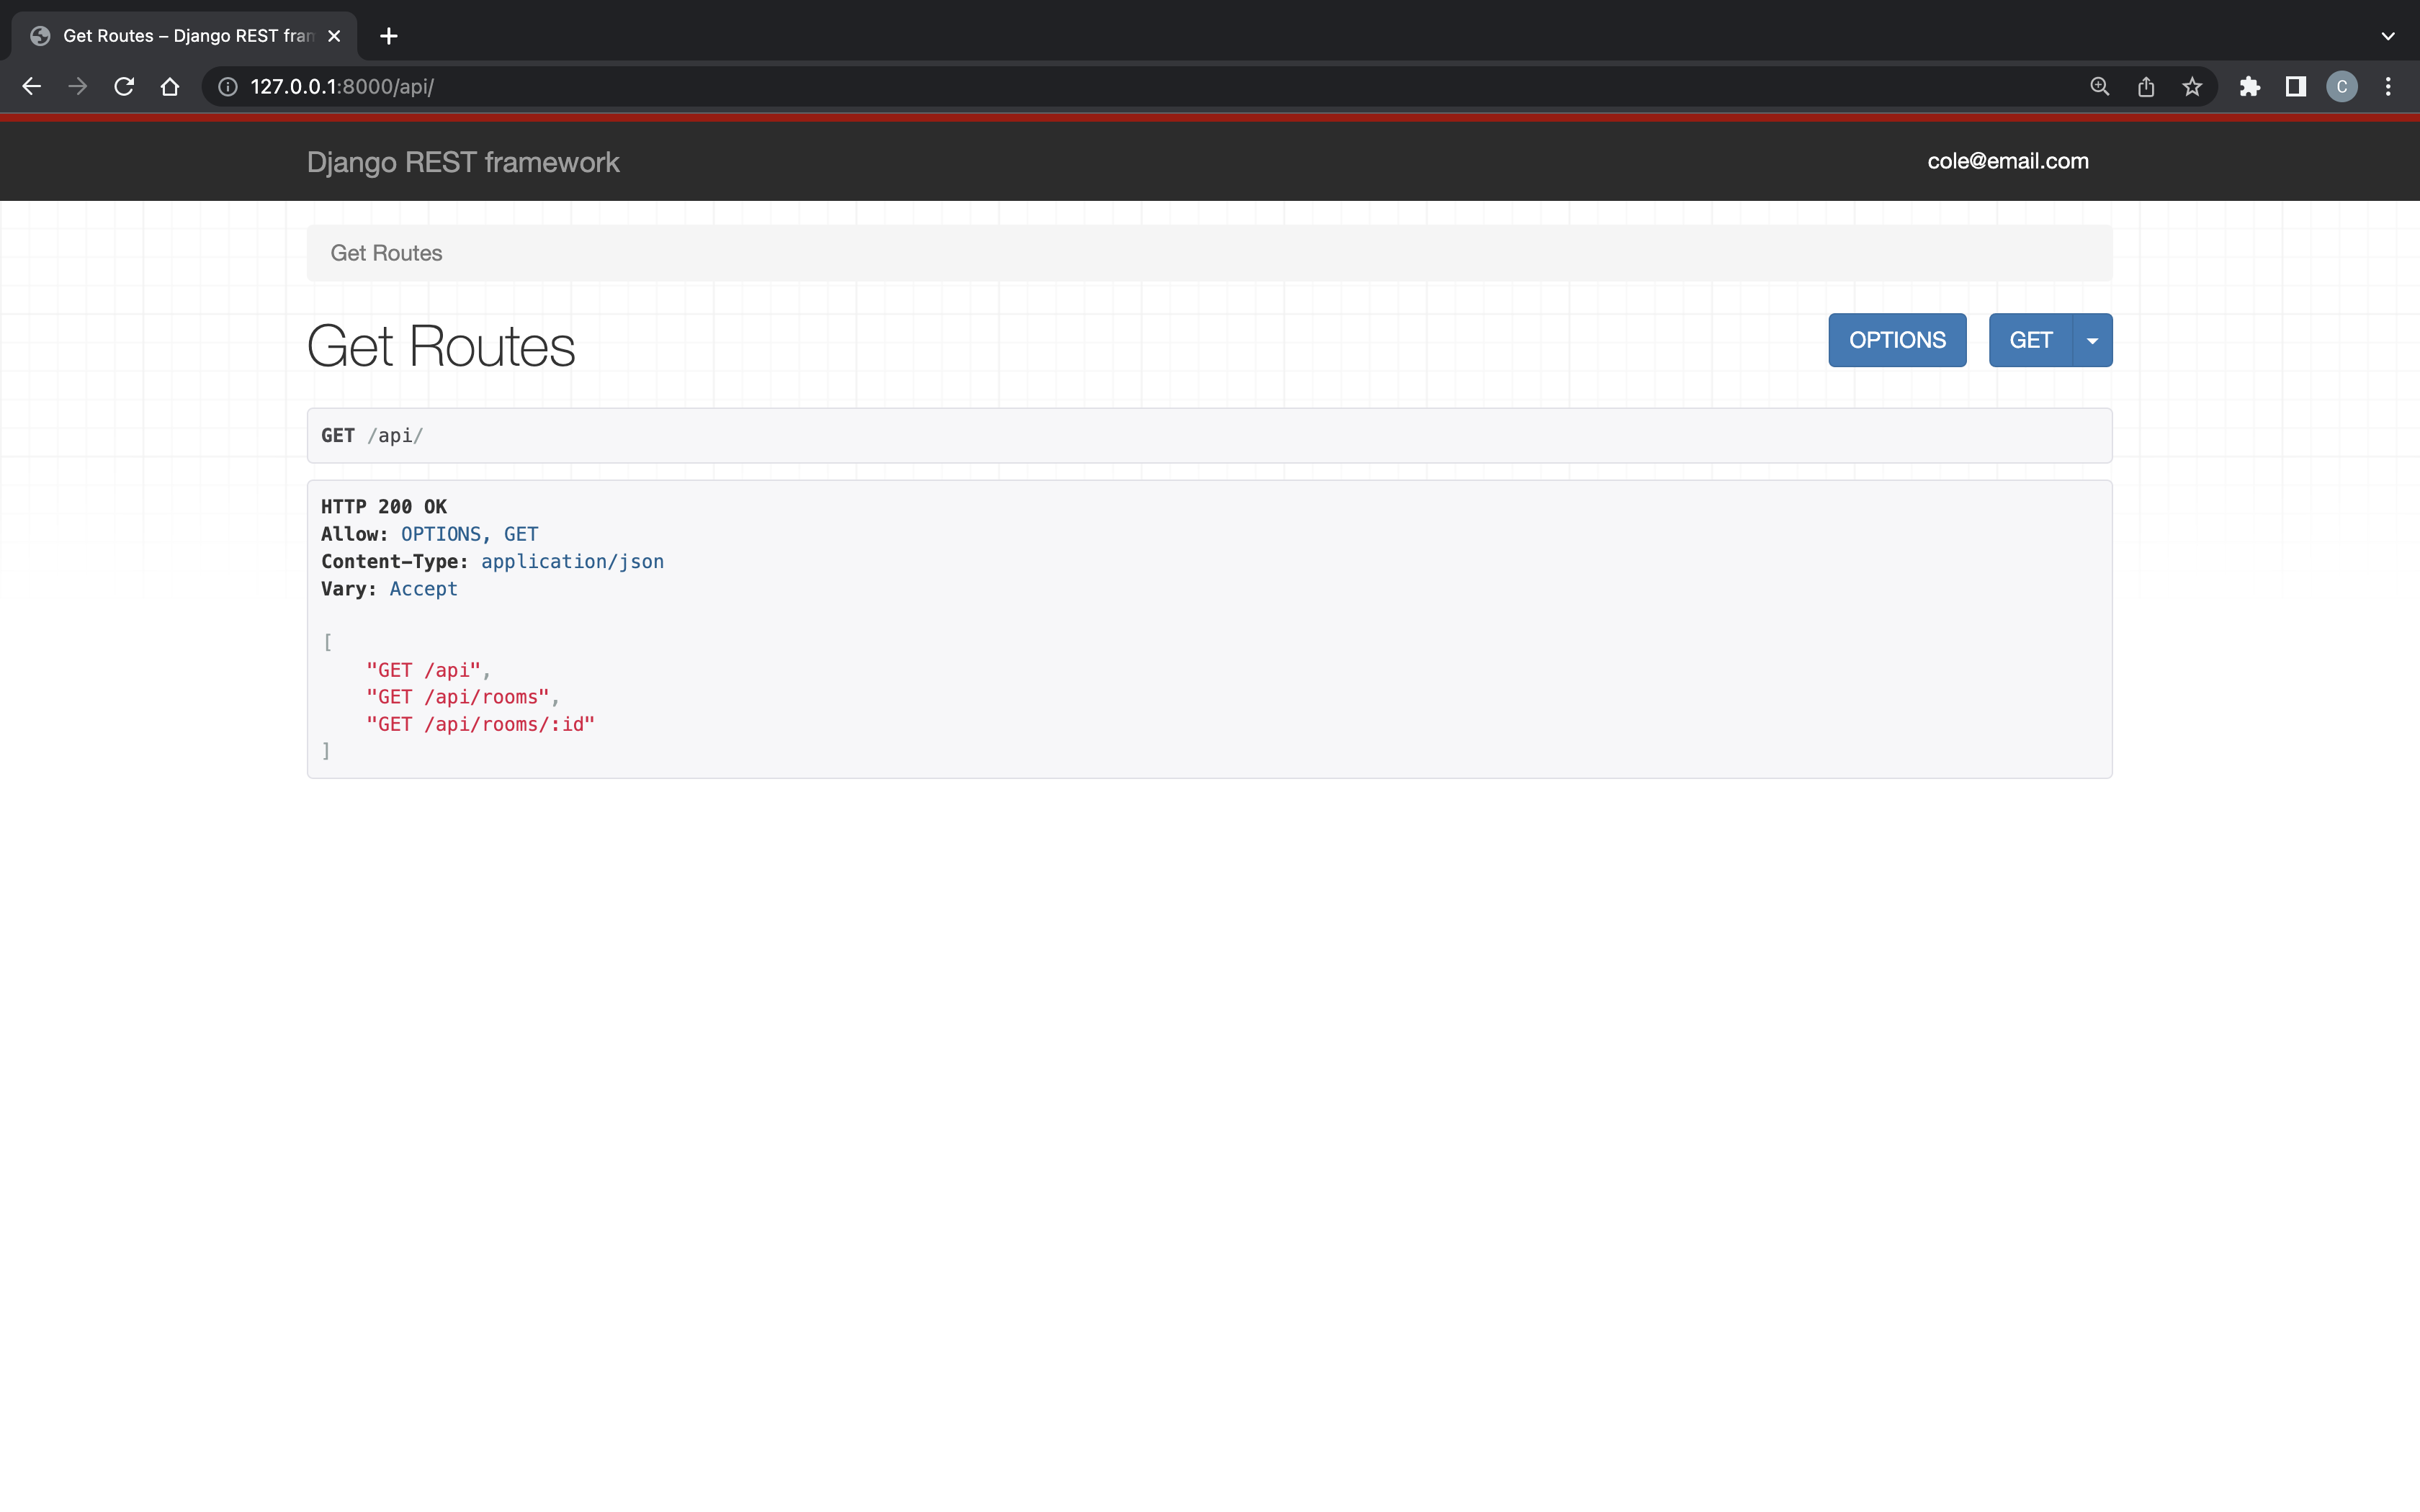 Get Routes – Django REST fram
127.0.0.1:8000/api/
C
Django REST framework
cole@email.com
Get Routes
Get Routes
OPTIONS
GET
GET /api/
HTTP 200 OK
Allow: OPTIONS, GET
Content-Type: application/json
Vary: Accept
[
"GET /api",
"GET /api/rooms",
"GET /api/rooms/:id"
]